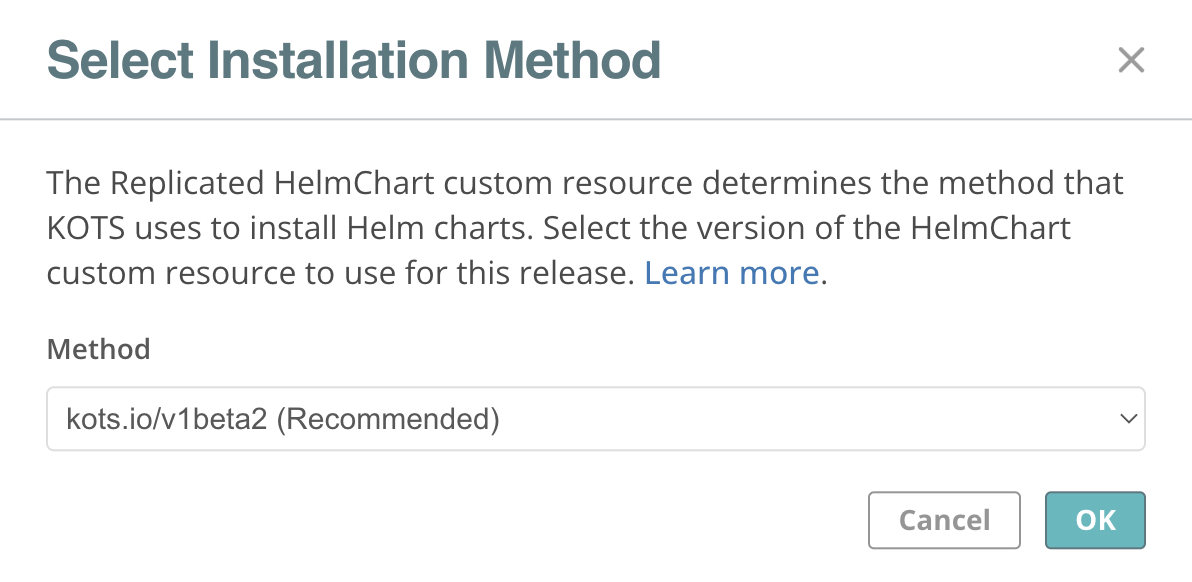 Select Installation Method
The Replicated HelmChart custom resource determines the method that
KOTS uses to install Helm charts. Select the version of the HelmChart
custom resource to use for this release. Learn more.
Method
kots.io/v1beta2 (Recommended)
Cancel
OK